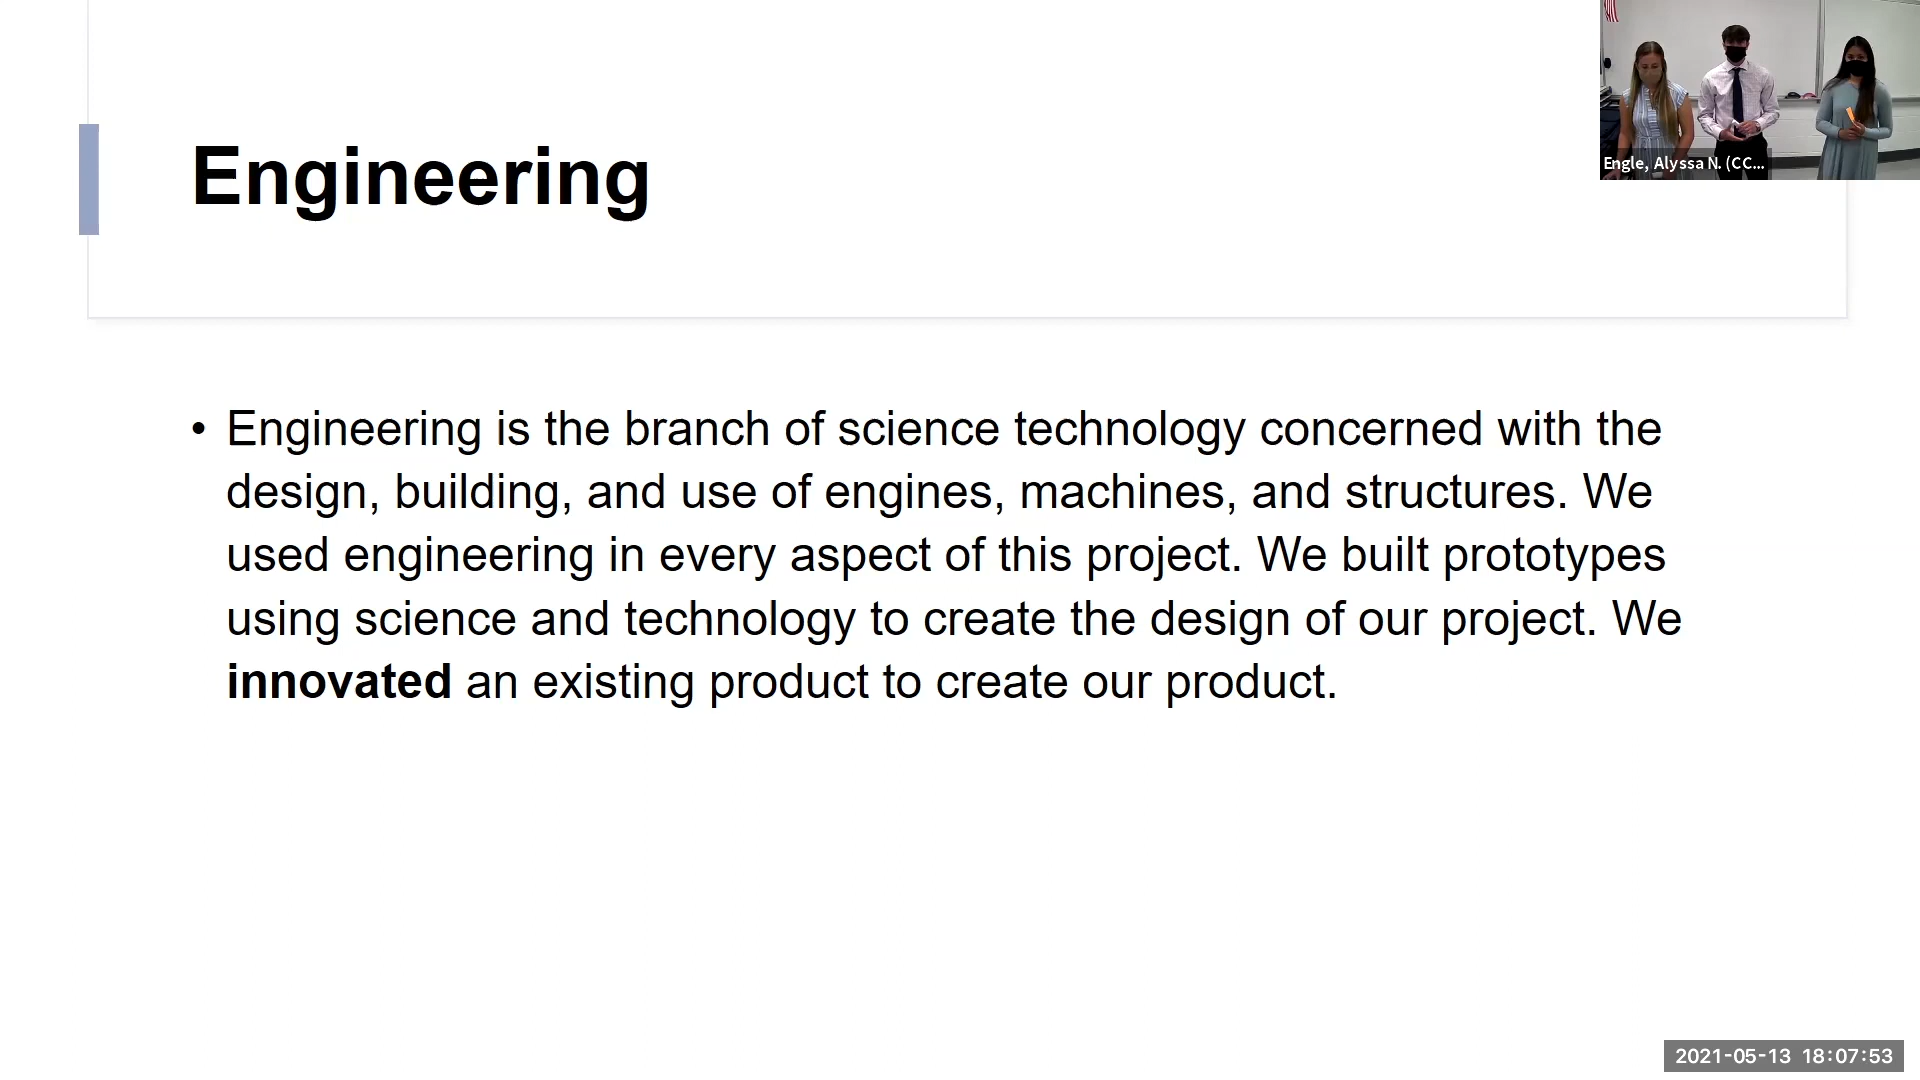 Engle, Alyssa N. (CC...
Engineering
• Engineering is the branch of science technology concerned with the
design, building, and use of engines, machines, and structures. We
used engineering in every aspect of this project. We built prototypes
using science and technology to create the design of our project. We
innovated an existing product to create our product.
2021-05-13 18:07:53